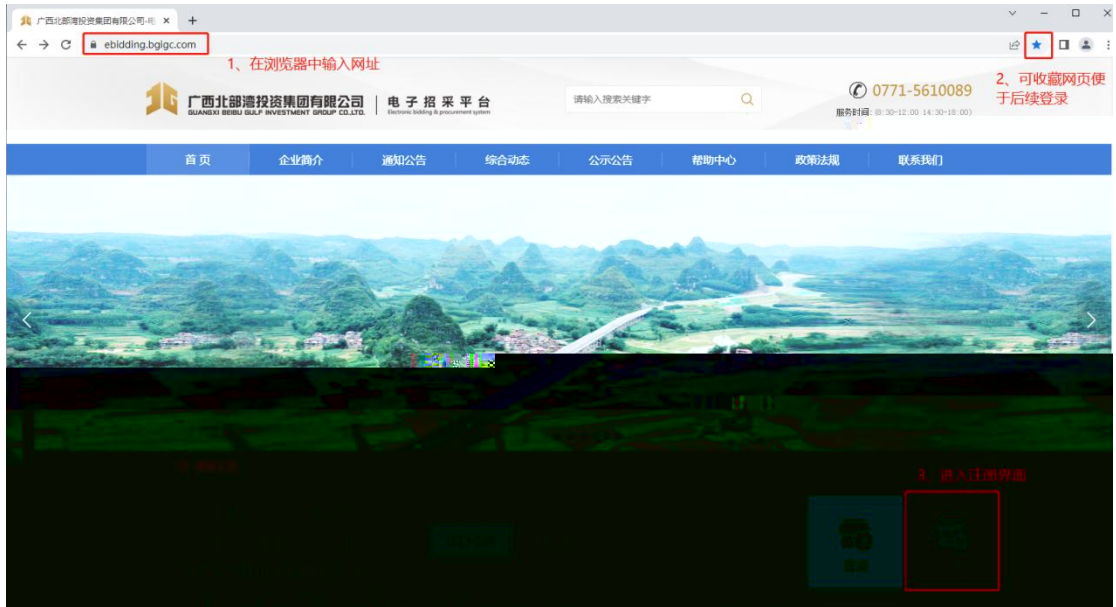 广西北部湾投资集团有限公司-电
ebidding.bgigc.com
1、在浏览器中输入网址
2、可收藏网页便
于后续登录
广西北部湾投资集团有限公司
GUANGXI BEIBU GULF INVESTMENT GROUP CO.,LTD.
电子招采平台
Electronic bidding & procurement system
请输入搜索关键字
0771-5610089
服务时间: (8:30-12:00 14:30-18:00)
首页 企业简介 通知公告 综合动态 公示公告 帮助中心 政策法规 联系我们
3、进入注册界面